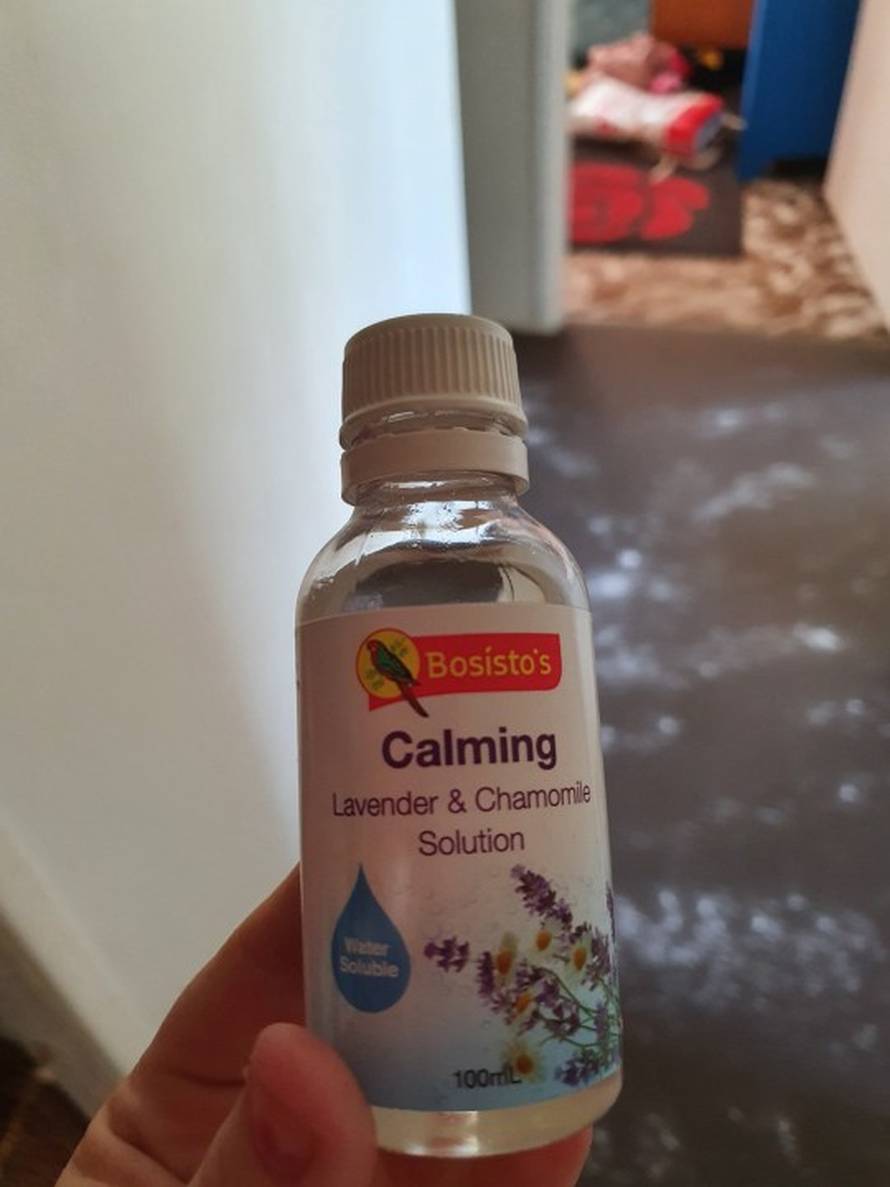 Bosisto's
Calming
Lavender & Chamomile
Solution
Water
Soluble
100mL